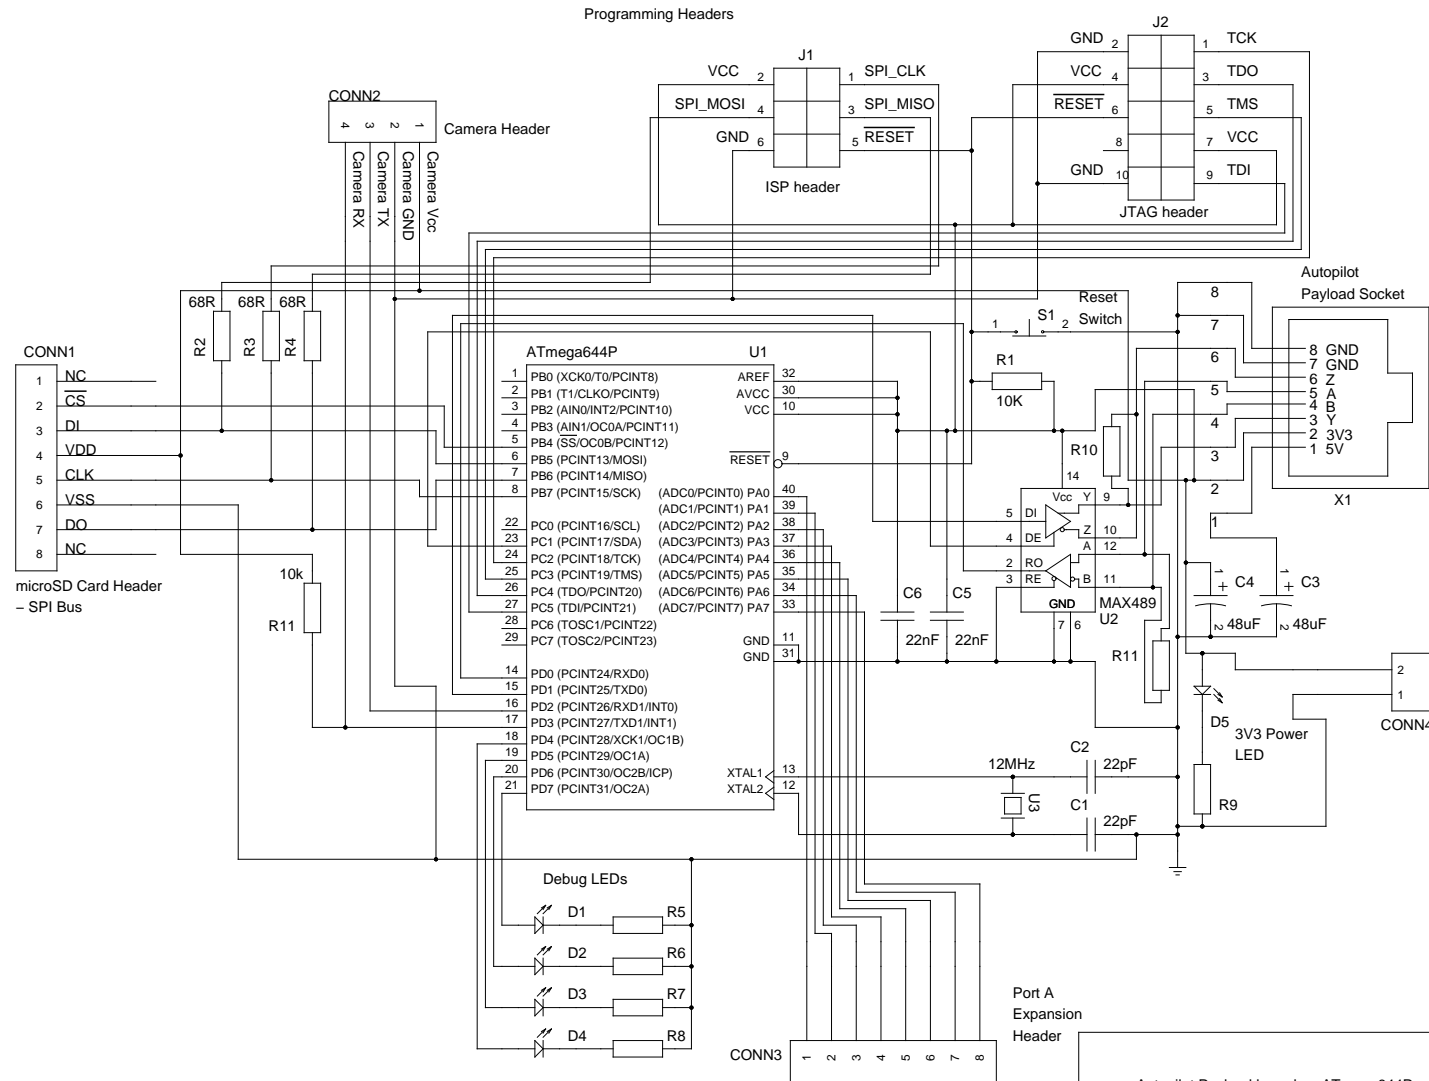 Programming Headers
J2
GND 2 1 TCK
VCC 4 3 TDO
RESET 6 5 TMS
8 7 VCC
GND 10 9 TDI
JTAG header
J1
VCC 2 1 SPI_CLK
SPI_MOSI 4 3 SPI_MISO
GND 6 5 RESET
ISP header
CONN2
4 3 2 1
Camera Header
Camera RX
Camera TX
Camera GND
Camera Vcc
68R 68R 68R
R2 R3 R4
CONN1
1 NC
2 CS
3 DI
4 VDD
5 CLK
6 VSS
7 DO
8 NC
microSD Card Header
– SPI Bus
10k
R11
ATmega644P U1
1 PB0 (XCK0/T0/PCINT8)
2 PB1 (T1/CLKO/PCINT9)
3 PB2 (AIN0/INT2/PCINT10)
4 PB3 (AIN1/OC0A/PCINT11)
5 PB4 (SS/OC0B/PCINT12)
6 PB5 (PCINT13/MOSI)
7 PB6 (PCINT14/MISO)
8 PB7 (PCINT15/SCK)
22 PC0 (PCINT16/SCL)
23 PC1 (PCINT17/SDA)
24 PC2 (PCINT18/TCK)
25 PC3 (PCINT19/TMS)
26 PC4 (TDO/PCINT20)
27 PC5 (TDI/PCINT21)
28 PC6 (TOSC1/PCINT22)
29 PC7 (TOSC2/PCINT23)
14 PD0 (PCINT24/RXD0)
15 PD1 (PCINT25/TXD0)
16 PD2 (PCINT26/RXD1/INT0)
17 PD3 (PCINT27/TXD1/INT1)
18 PD4 (PCINT28/XCK1/OC1B)
19 PD5 (PCINT29/OC1A)
20 PD6 (PCINT30/OC2B/ICP)
21 PD7 (PCINT31/OC2A)
AREF 32
AVCC 30
VCC 10
RESET 9
(ADC0/PCINT0) PA0 40
(ADC1/PCINT1) PA1 39
(ADC2/PCINT2) PA2 38
(ADC3/PCINT3) PA3 37
(ADC4/PCINT4) PA4 36
(ADC5/PCINT5) PA5 35
(ADC6/PCINT6) PA6 34
(ADC7/PCINT7) PA7 33
GND 11
GND 31
XTAL1 13
XTAL2 12
Reset
Switch
1 S1 2
R1
10K
R10
14
Vcc Y 9
5 DI
Z 10
4 DE
A 12
2 RO
3 RE
B 11
GND
7 6
MAX489
U2
C6
22nF
C5
22nF
R11
Autopilot
Payload Socket
8
7
6
5
4
3
2
1
8 GND
7 GND
6 Z
5 A
4 B
3 Y
2 3V3
1 5V
X1
1 + C4
2 48uF
1 + C3
2 48uF
2
1
CONN4
D5
3V3 Power
LED
R9
12MHz
U3
C2
22pF
C1
22pF
Debug LEDs
D1 R5
D2 R6
D3 R7
D4 R8
Port A
Expansion
Header
CONN3
1 2 3 4 5 6 7 8